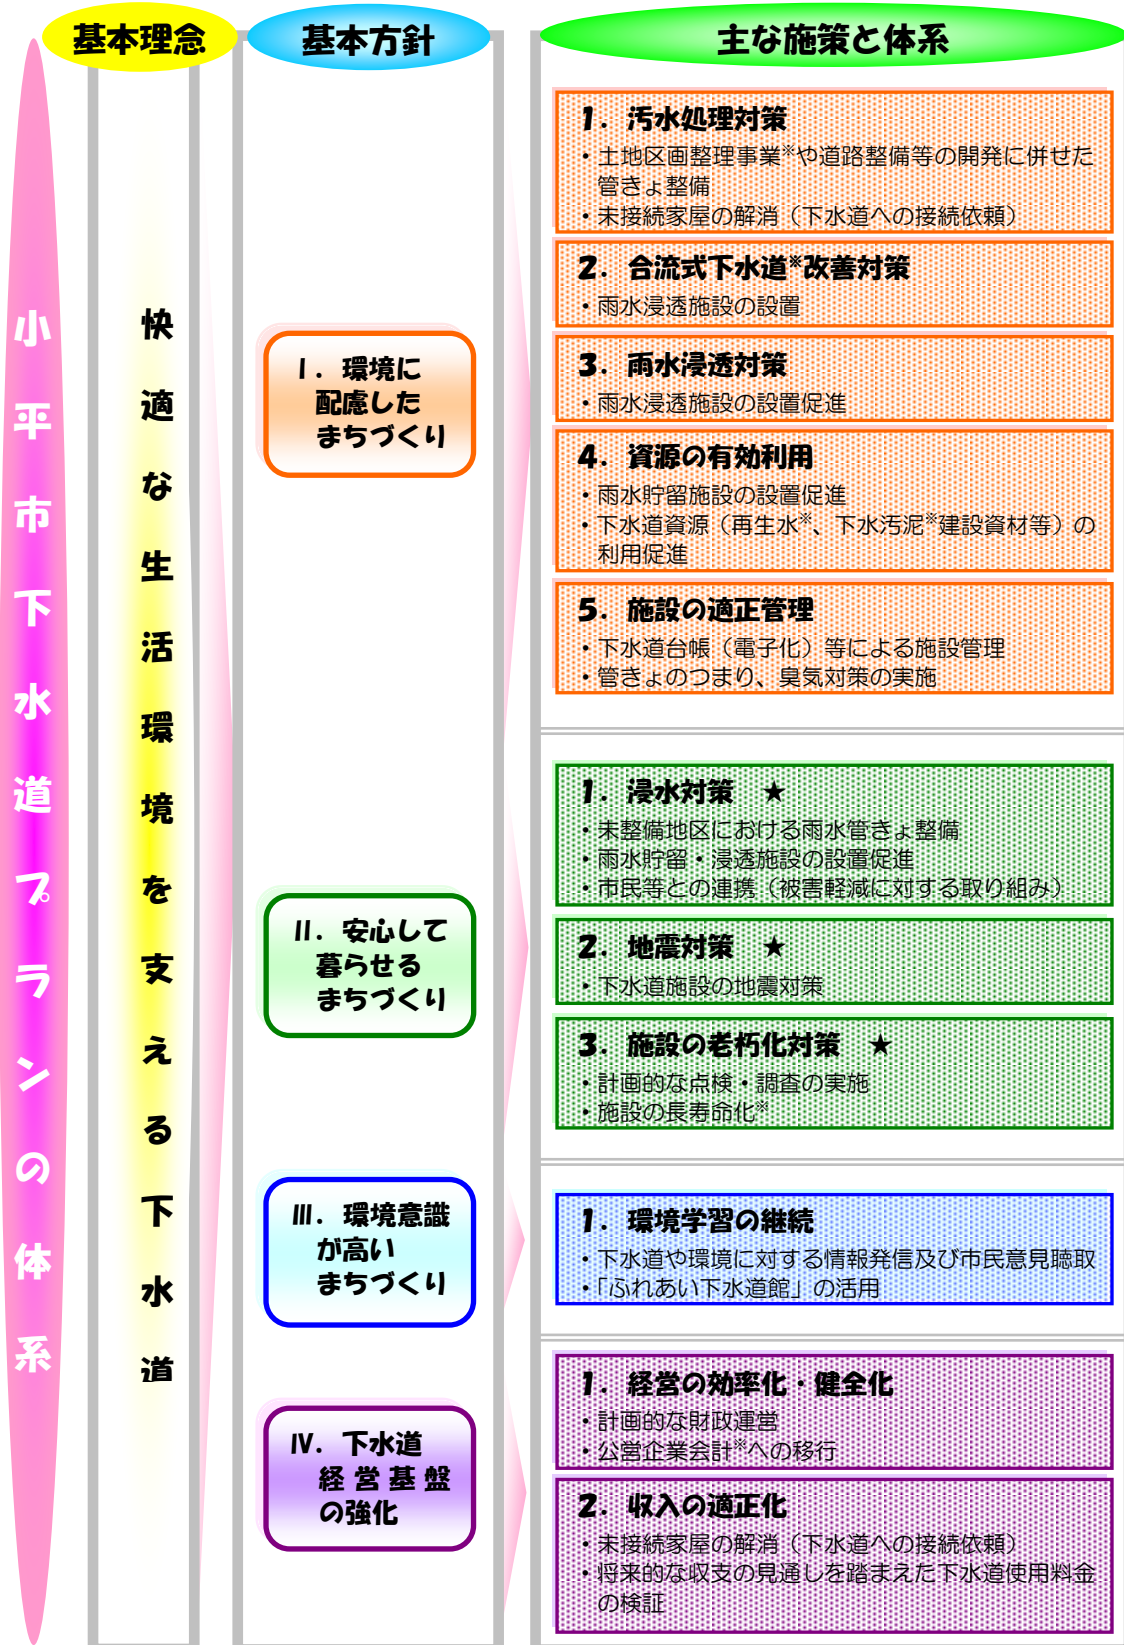 基本理念
基本方針
主な施策と体系
小平市下水道プランの体系
快適な生活環境を支える下水道
Ⅰ．環境に
配慮した
まちづくり
1．汚水処理対策
・土地区画整理事業※や道路整備等の開発に併せた
管きょ整備
・未接続家屋の解消（下水道への接続依頼）
2．合流式下水道※改善対策
・雨水浸透施設の設置
3．雨水浸透対策
・雨水浸透施設の設置促進
4．資源の有効利用
・雨水貯留施設の設置促進
・下水道資源（再生水※、下水汚泥※建設資材等）の
利用促進
5．施設の適正管理
・下水道台帳（電子化）等による施設管理
・管きょのつまり、臭気対策の実施
Ⅱ．安心して
暮らせる
まちづくり
1．浸水対策　★
・未整備地区における雨水管きょ整備
・雨水貯留・浸透施設の設置促進
・市民等との連携（被害軽減に対する取り組み）
2．地震対策　★
・下水道施設の地震対策
3．施設の老朽化対策　★
・計画的な点検・調査の実施
・施設の長寿命化※
Ⅲ．環境意識
が高い
まちづくり
1．環境学習の継続
・下水道や環境に対する情報発信及び市民意見聴取
・「ふれあい下水道館」の活用
Ⅳ．下水道
経営基盤
の強化
1．経営の効率化・健全化
・計画的な財政運営
・公営企業会計※への移行
2．収入の適正化
・未接続家屋の解消（下水道への接続依頼）
・将来的な収支の見通しを踏まえた下水道使用料金
の検証